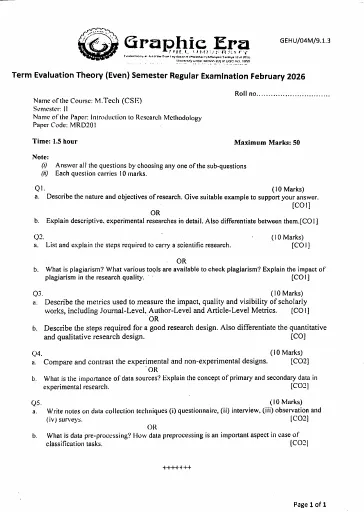 GEHU/04M/9.1.3
Graphic Era
Term Evaluation Theory (Even) Semester Regular Examination February 2026
Roll no..............................
Name of the Course: M.Tech (CSE)
Semester: II
Name of the Paper: Introduction to Research Methodology
Paper Code: MRD201
Time: 1.5 hour Maximum Marks: 50
Note:
(i) Answer all the questions by choosing any one of the sub-questions
(ii) Each question carries 10 marks.
Q1. (10 Marks)
a. Describe the nature and objectives of research. Give suitable example to support your answer.
[CO1]
OR
b. Explain descriptive, experimental researches in detail. Also differentiate between them.[CO1]
Q2. (10 Marks)
a. List and explain the steps required to carry a scientific research. [CO1]
OR
b. What is plagiarism? What various tools are available to check plagiarism? Explain the impact of
plagiarism in the research quality. [CO1]
Q3. (10 Marks)
a. Describe the metrics used to measure the impact, quality and visibility of scholarly
works, including Journal-Level, Author-Level and Article-Level Metrics. [CO1]
OR
b. Describe the steps required for a good research design. Also differentiate the quantitative
and qualitative research design. [CO]
Q4. (10 Marks)
a. Compare and contrast the experimental and non-experimental designs. [CO2]
OR
b. What is the importance of data sources? Explain the concept of primary and secondary data in
experimental research. [CO2]
Q5. (10 Marks)
a. Write notes on data collection techniques (i) questionnaire, (ii) interview, (iii) observation and
(iv) surveys. [CO2]
OR
b. What is data pre-processing? How data preprocessing is an important aspect in case of
classification tasks. [CO2]
+++++++
Page 1 of 1